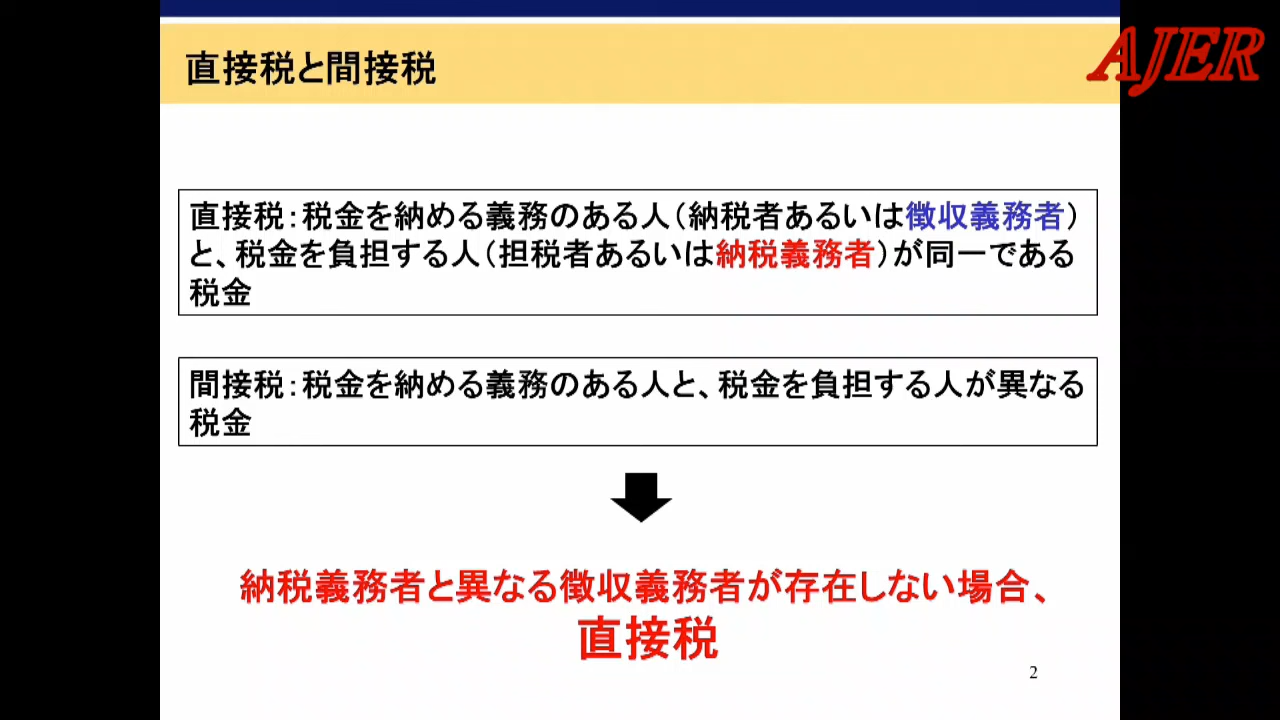 直接税と間接税
AJER
直接税：税金を納める義務のある人（納税者あるいは徴収義務者）
と、税金を負担する人（担税者あるいは納税義務者）が同一である
税金
間接税：税金を納める義務のある人と、税金を負担する人が異なる
税金
納税義務者と異なる徴収義務者が存在しない場合、
直接税
2